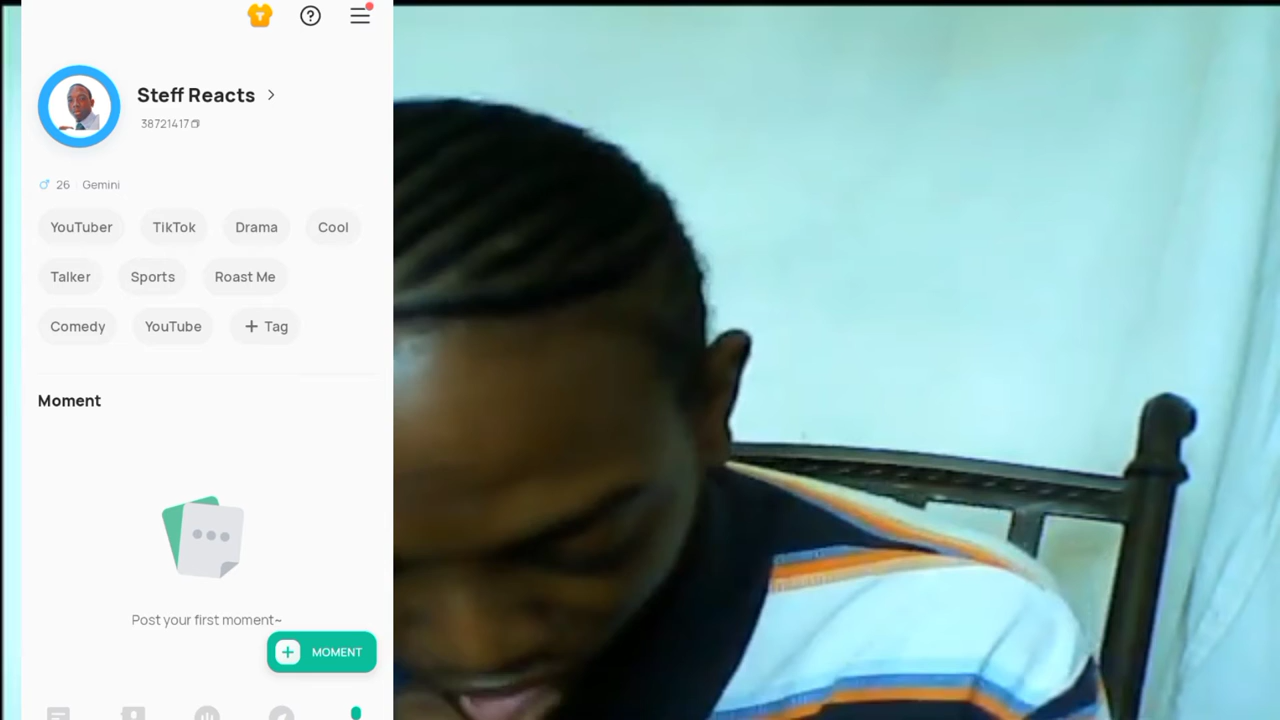 Steff Reacts
38721417
26 Gemini
YouTuber TikTok Drama Cool
Talker Sports Roast Me
Comedy YouTube + Tag
Moment
Post your first moment~
+ MOMENT